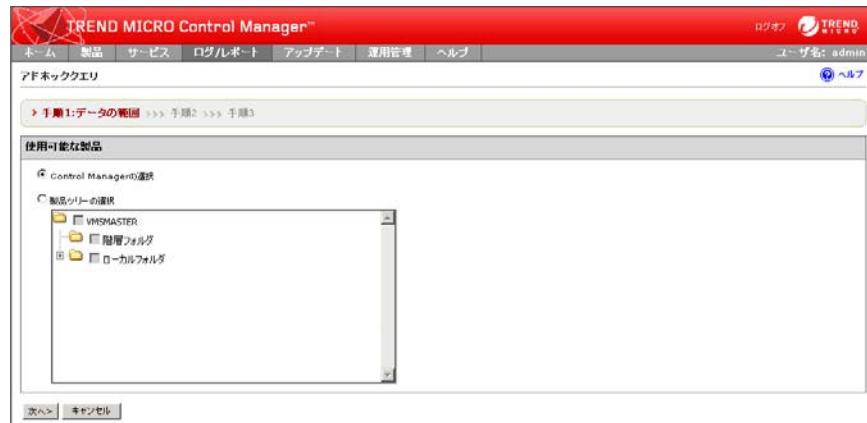 TREND MICRO Control Manager™
ログオフ
TREND MICRO
ホーム 製品 サービス ログ/レポート アップデート 運用管理 ヘルプ
ユーザ名: admin
アドホッククエリ
ヘルプ
手順1:データの範囲 >>> 手順2 >>> 手順3
使用可能な製品
Control Managerの選択
製品ツリーの選択
VMSMASTER
階層フォルダ
ローカルフォルダ
次へ>
キャンセル